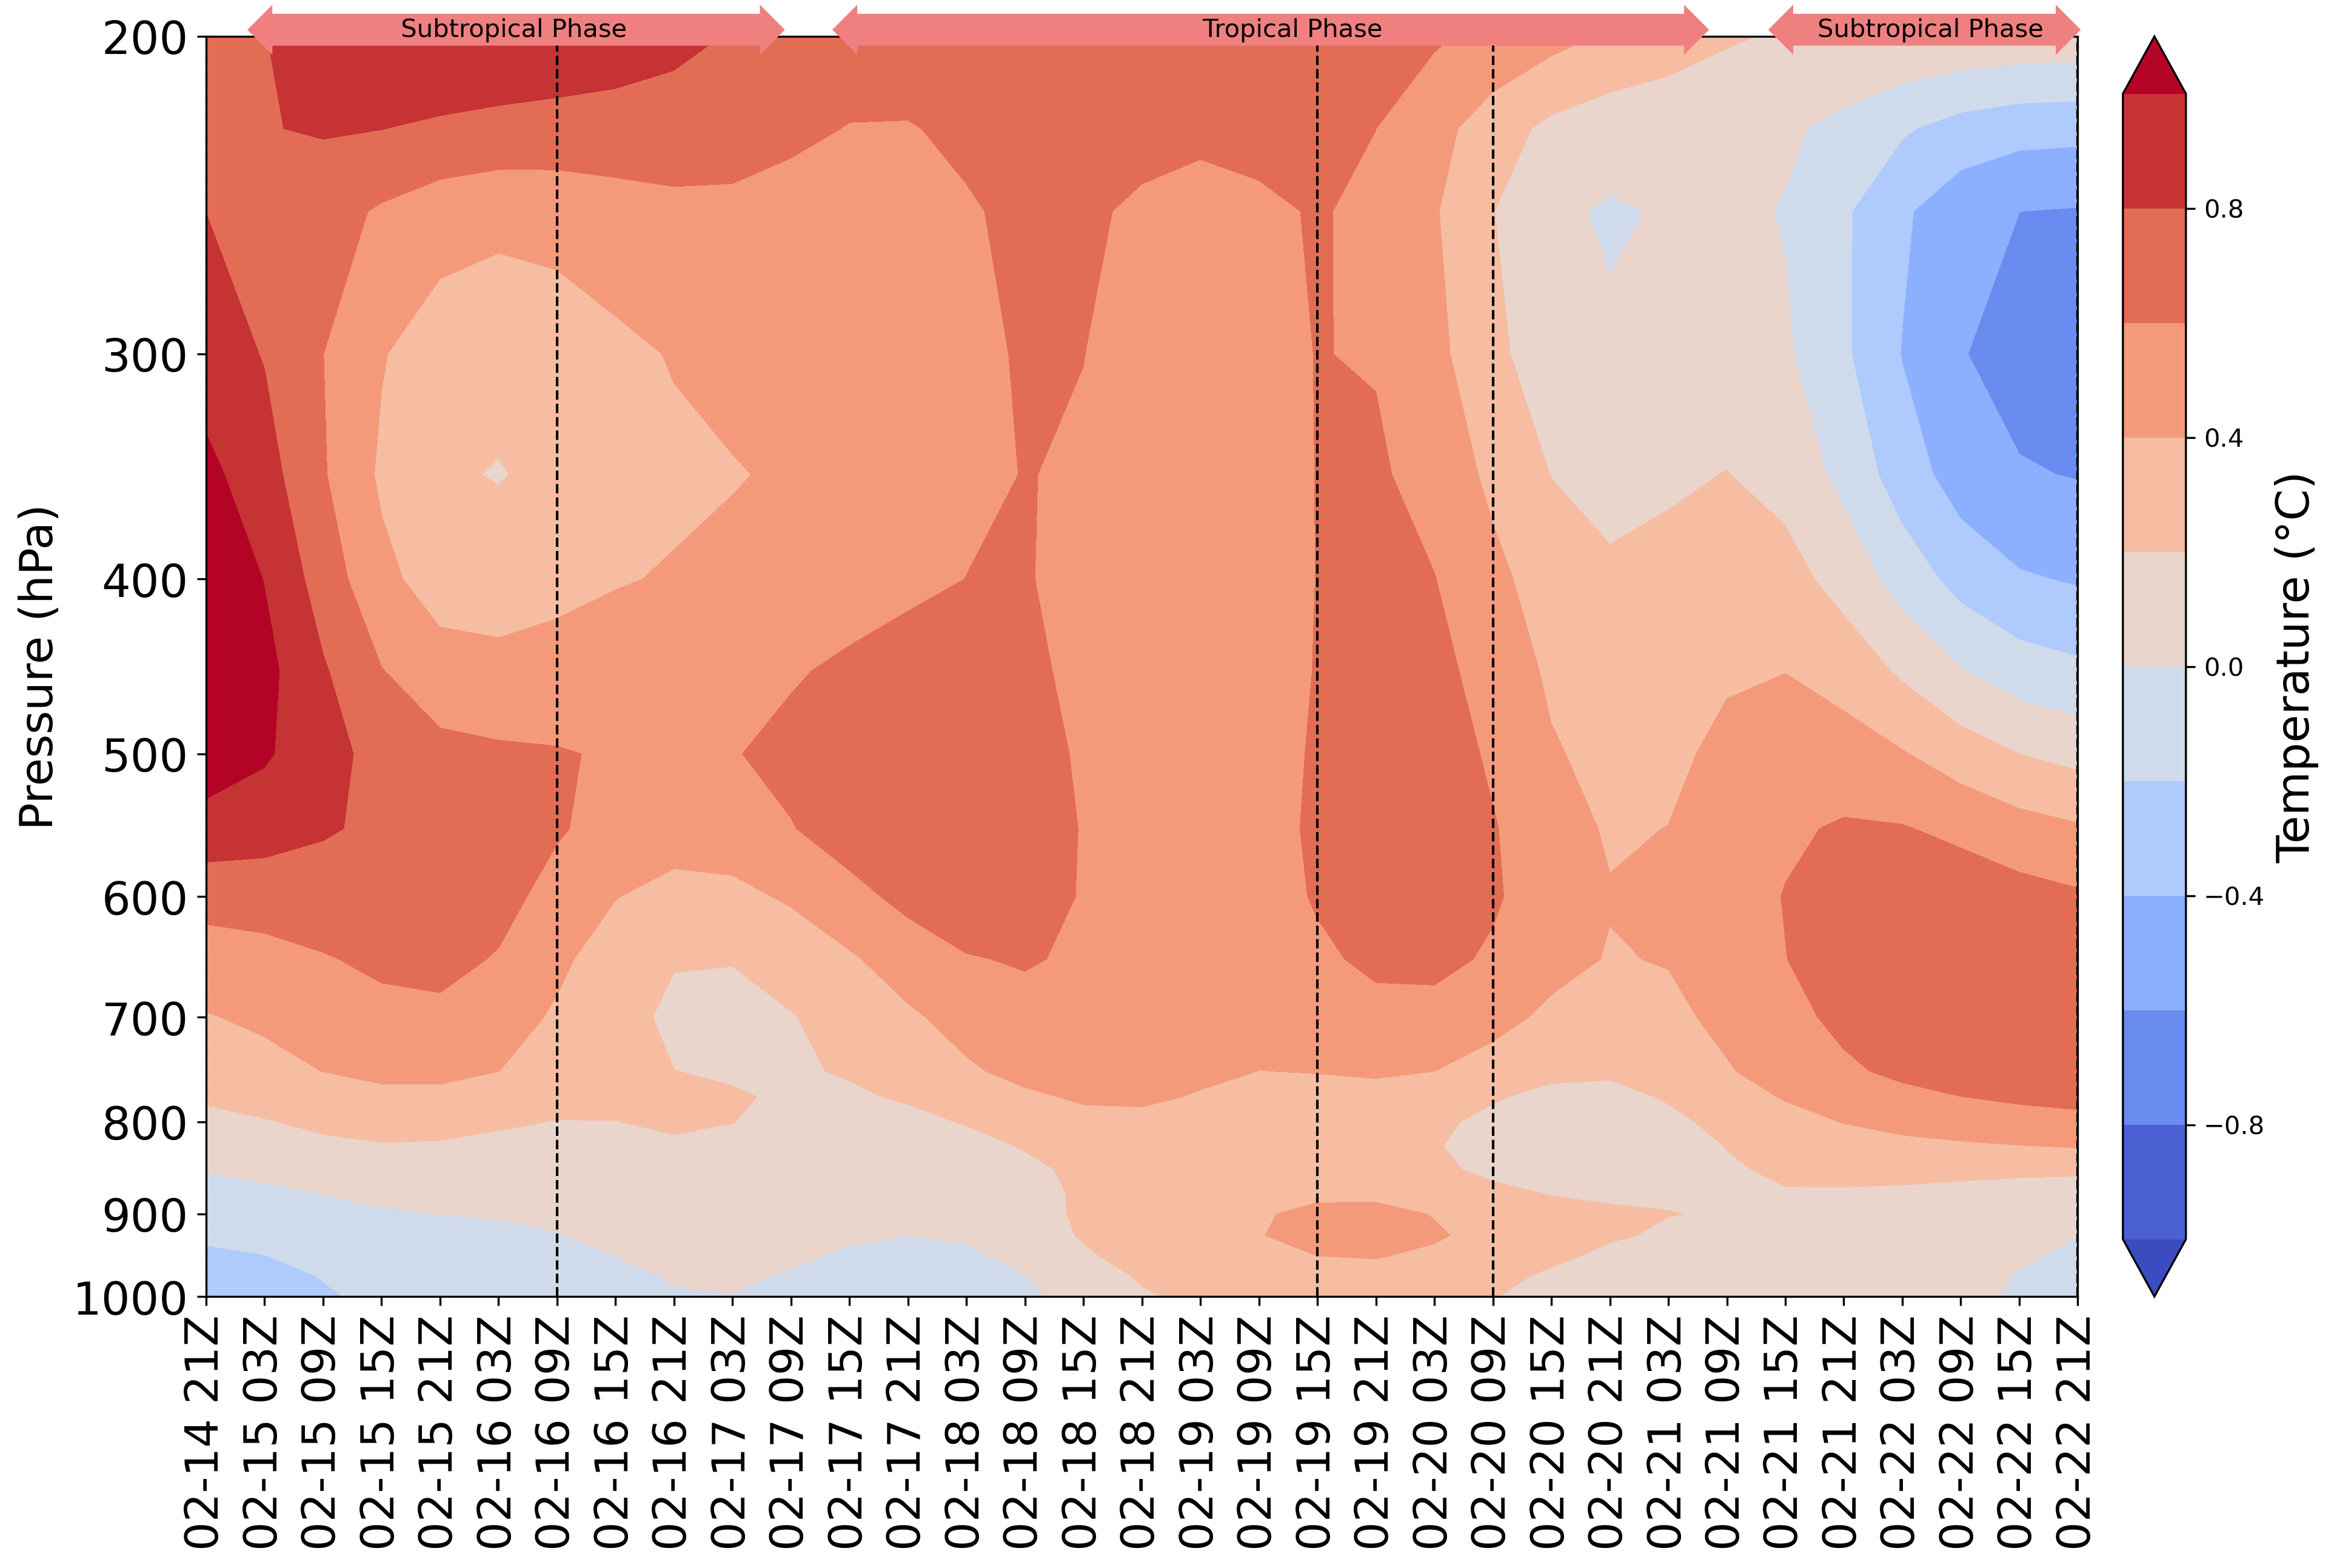 Subtropical Phase
Tropical Phase
Subtropical Phase
Pressure (hPa)
200
300
400
500
600
700
800
900
1000
02-14 21Z
02-15 03Z
02-15 09Z
02-15 15Z
02-15 21Z
02-16 03Z
02-16 09Z
02-16 15Z
02-16 21Z
02-17 03Z
02-17 09Z
02-17 15Z
02-17 21Z
02-18 03Z
02-18 09Z
02-18 15Z
02-18 21Z
02-19 03Z
02-19 09Z
02-19 15Z
02-19 21Z
02-20 03Z
02-20 09Z
02-20 15Z
02-20 21Z
02-21 03Z
02-21 09Z
02-21 15Z
02-21 21Z
02-22 03Z
02-22 09Z
02-22 15Z
02-22 21Z
0.8
0.4
0.0
−0.4
−0.8
Temperature (°C)